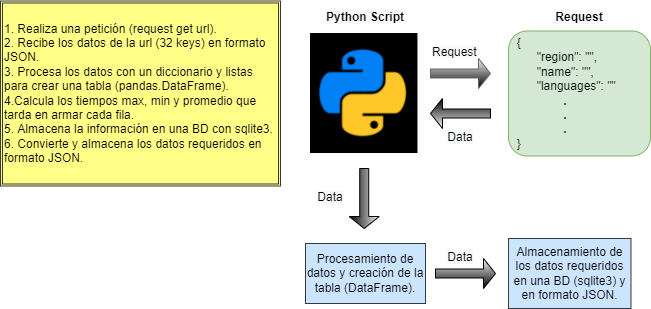 1. Realiza una petición (request get url).
2. Recibe los datos de la url (32 keys) en formato
JSON.
3. Procesa los datos con un diccionario y listas
para crear una tabla (pandas.DataFrame).
4.Calcula los tiempos max, min y promedio que
tarda en armar cada fila.
5. Almacena la información en una BD con sqlite3.
6. Convierte y almacena los datos requeridos en
formato JSON.
Python Script
Request
Request
Data
{
"region": "",
"name": "",
"languages": ""
.
.
.
}
Data
Procesamiento de
datos y creación de la
tabla (DataFrame).
Data
Almacenamiento de
los datos requeridos
en una BD (sqlite3) y
en formato JSON.